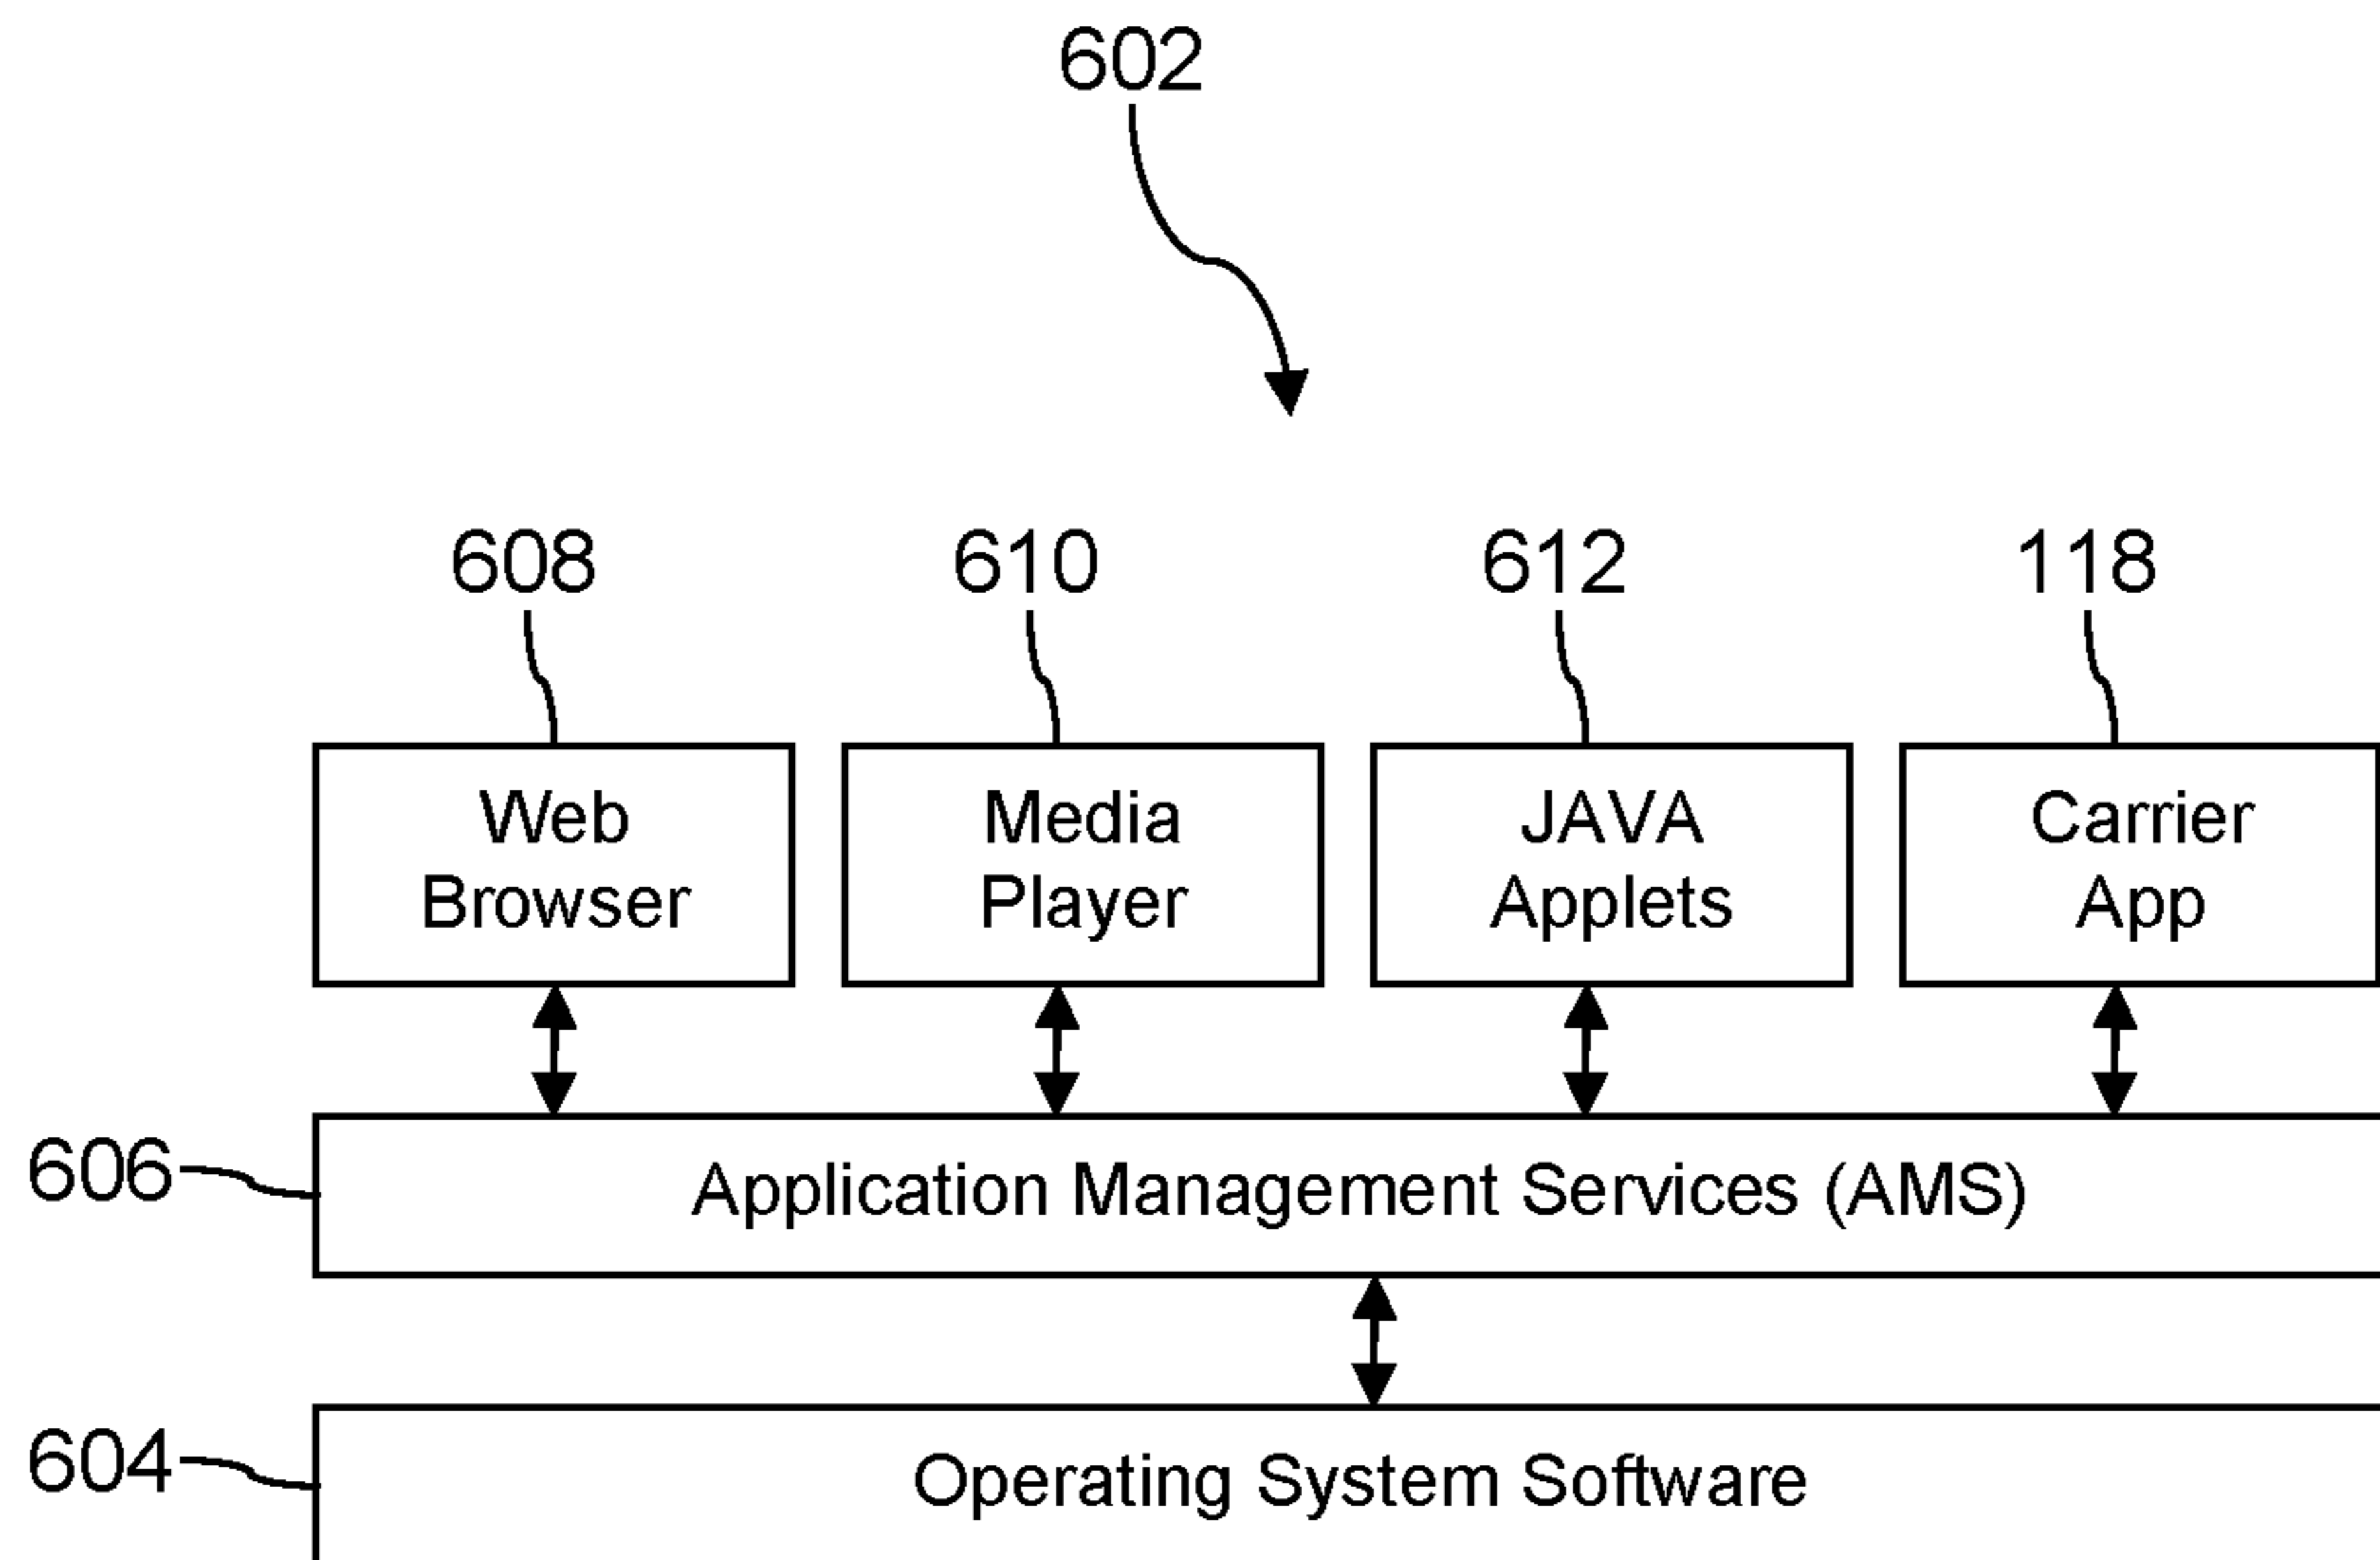 602
608
610
612
118
Web
Browser
Media
Player
JAVA
Applets
Carrier
App
606
Application Management Services (AMS)
604
Operating System Software